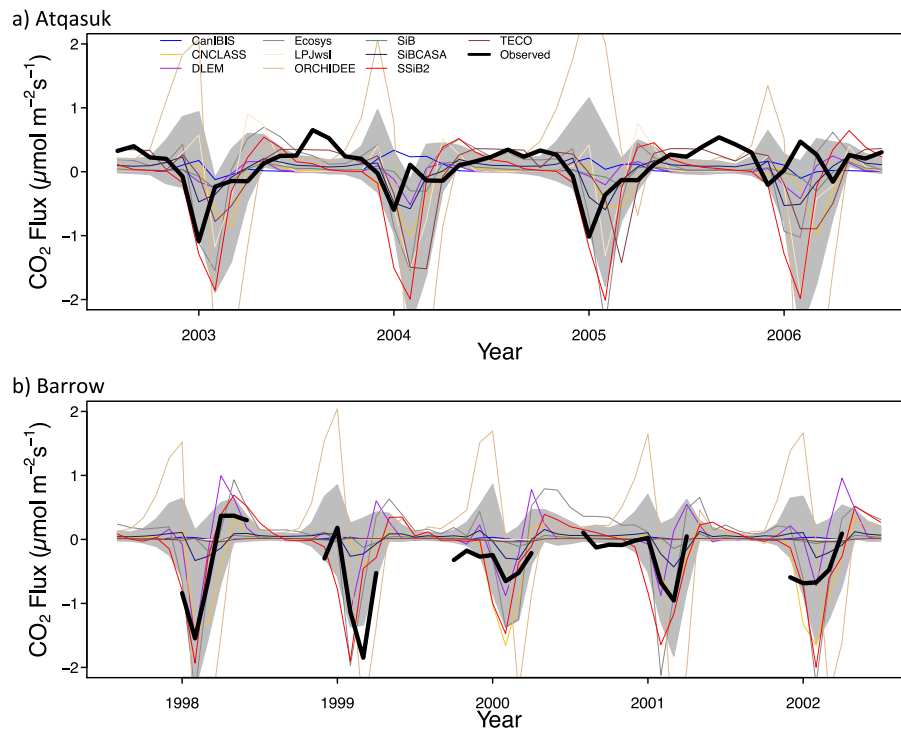 a) Atqasuk
CanIBIS Ecosys SiB TECO
CNCLASS LPJwsl SiBCASA Observed
DLEM ORCHIDEE SSiB2
2
1
0
−1
−2
CO2 Flux (μmol m−2s−1)
2003 2004 2005 2006
Year
b) Barrow
2
1
0
−1
−2
CO2 Flux (μmol m−2s−1)
1998 1999 2000 2001 2002
Year